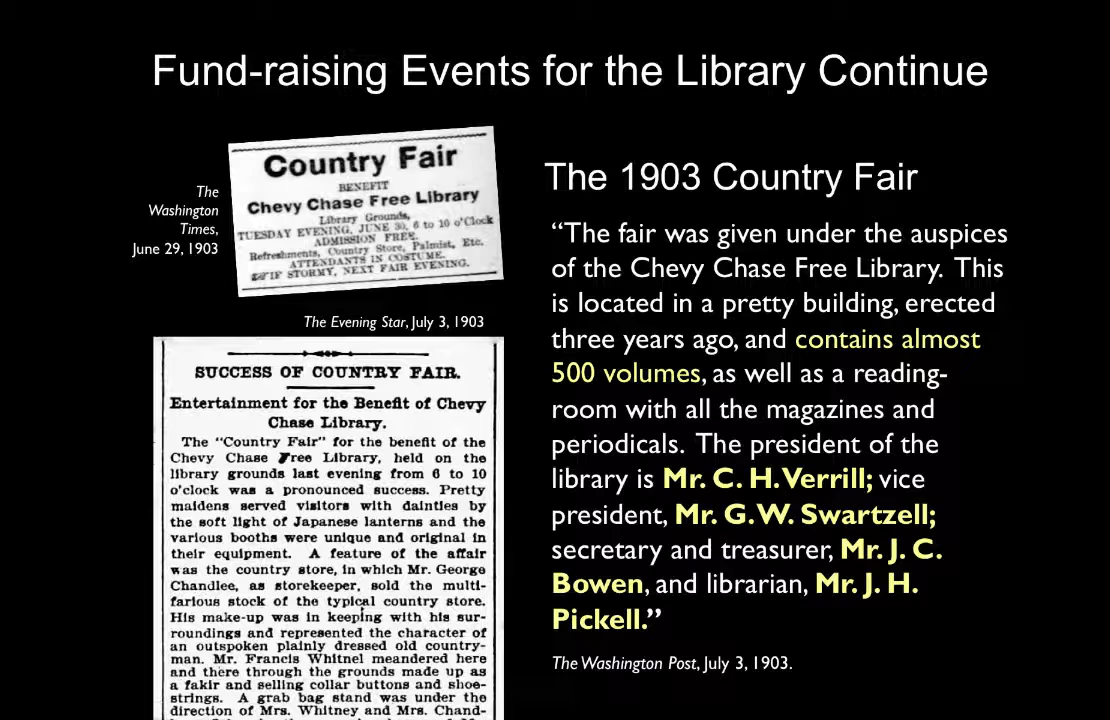 Fund-raising Events for the Library Continue
The
Washington
Times,
June 29, 1903
Country Fair
BENEFIT
Chevy Chase Free Library
Library Grounds,
TUESDAY EVENING, JUNE 30, 6 to 10 o'Clock
ADMISSION FREE.
Refreshments, Country Store, Palmist, Etc.
ATTENDANTS IN COSTUME.
IF STORMY, NEXT FAIR EVENING.
The Evening Star, July 3, 1903
SUCCESS OF COUNTRY FAIR.
Entertainment for the Benefit of Chevy
Chase Library.
The "Country Fair" for the benefit of the
Chevy Chase Free Library, held on the
library grounds last evening from 6 to 10
o'clock was a pronounced success. Pretty
maidens served visitors with dainties by
the soft light of Japanese lanterns and the
various booths were unique and original in
their equipment. A feature of the affair
was the country store, in which Mr. George
Chandlee, as storekeeper, sold the multi-
farious stock of the typical country store.
His make-up was in keeping with his sur-
roundings and represented the character of
an outspoken plainly dressed old country-
man. Mr. Francis Whitnel meandered here
and there through the grounds made up as
a fakir and selling collar buttons and shoe-
strings. A grab bag stand was under the
direction of Mrs. Whitney and Mrs. Chand-
The 1903 Country Fair
“The fair was given under the auspices
of the Chevy Chase Free Library. This
is located in a pretty building, erected
three years ago, and contains almost
500 volumes, as well as a reading-
room with all the magazines and
periodicals. The president of the
library is Mr. C. H. Verrill; vice
president, Mr. G. W. Swartzell;
secretary and treasurer, Mr. J. C.
Bowen, and librarian, Mr. J. H.
Pickell.”
The Washington Post, July 3, 1903.